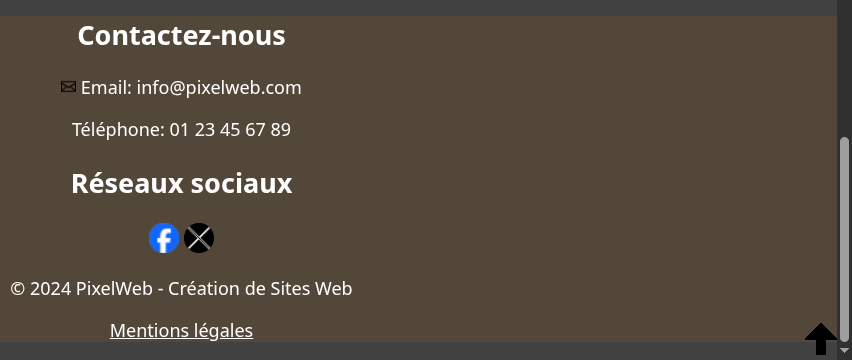 Contactez-nous
Email: info@pixelweb.com
Téléphone: 01 23 45 67 89
Réseaux sociaux
© 2024 PixelWeb - Création de Sites Web
Mentions légales